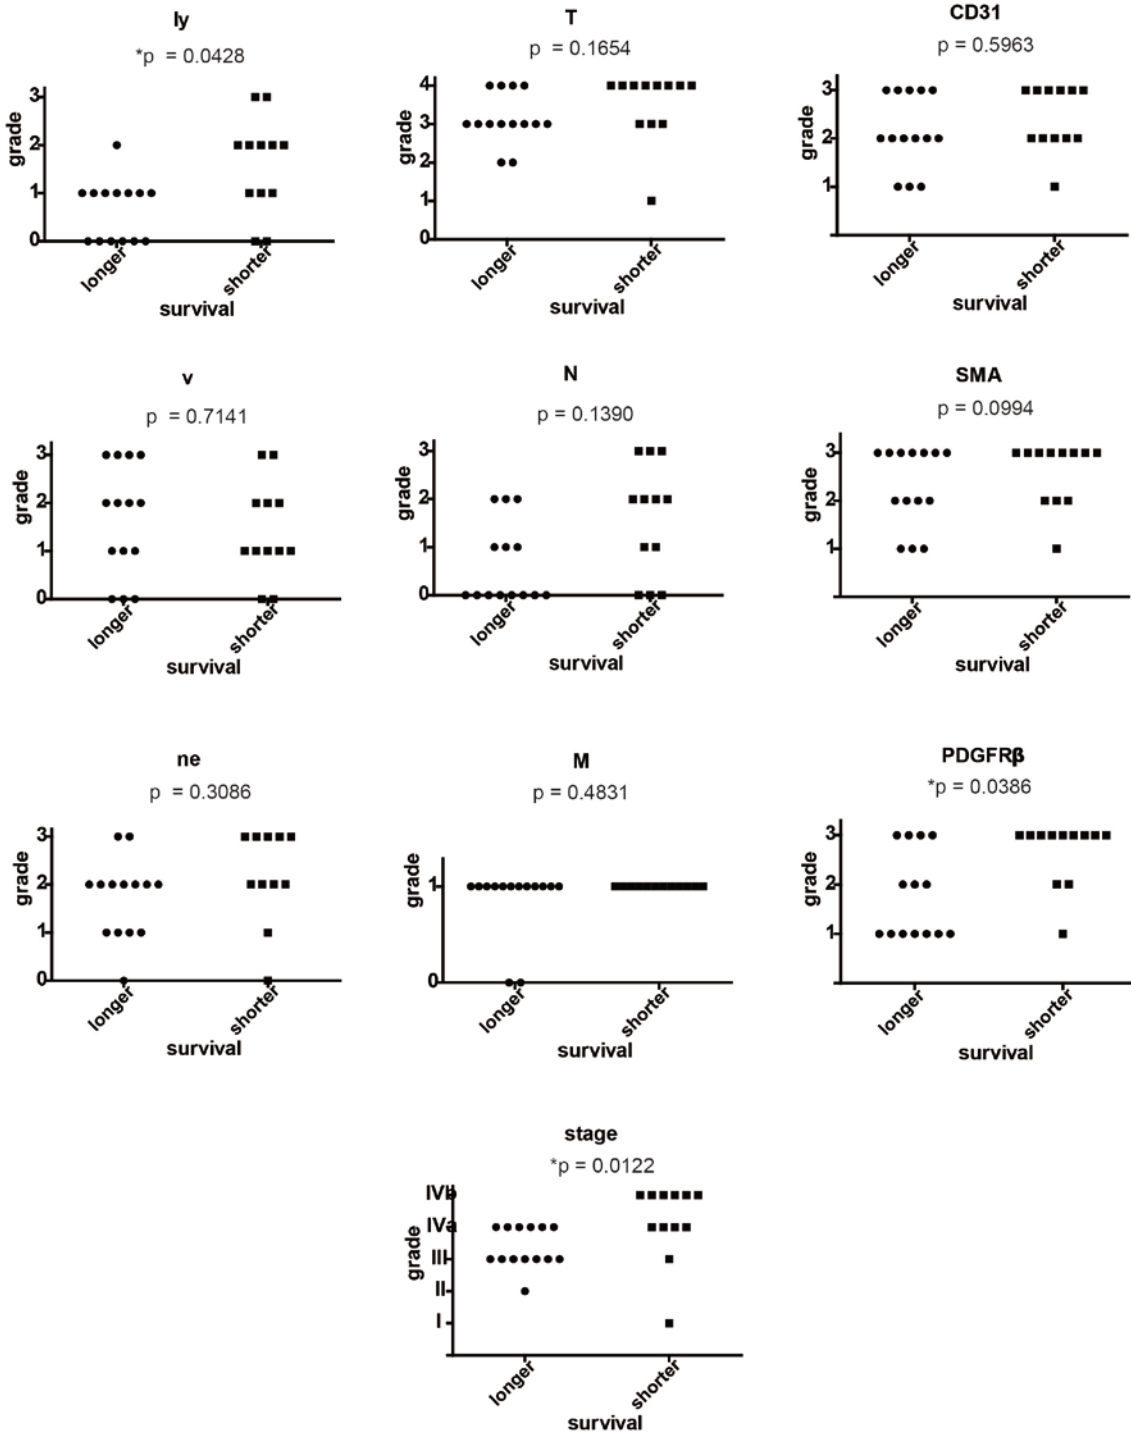 ly
*p = 0.0428
grade
3
2
1
0
longer
shorter
survival
T
p = 0.1654
grade
4
3
2
1
0
longer
shorter
survival
CD31
p = 0.5963
grade
3
2
1
longer
shorter
survival
v
p = 0.7141
grade
3
2
1
0
longer
shorter
survival
N
p = 0.1390
grade
3
2
1
0
longer
shorter
survival
SMA
p = 0.0994
grade
3
2
1
longer
shorter
survival
ne
p = 0.3086
grade
3
2
1
0
longer
shorter
survival
M
p = 0.4831
grade
1
0
longer
shorter
survival
PDGFRβ
*p = 0.0386
grade
3
2
1
longer
shorter
survival
stage
*p = 0.0122
grade
IVb
IVa
III
II
I
longer
shorter
survival